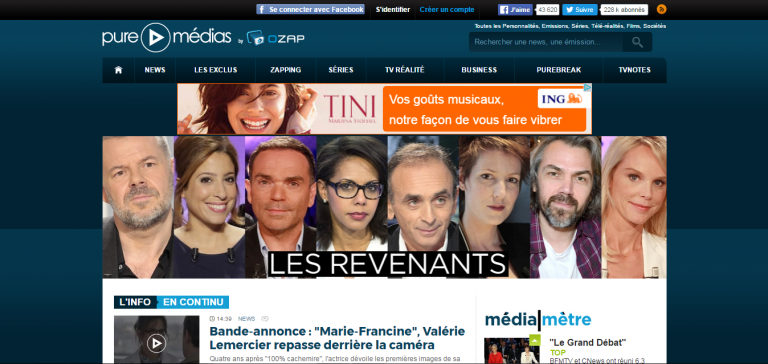 Se connecter avec Facebook
S'identifier
Créer un compte
J'aime 43 620
Suivre 228 k abonnés
pure médias by OZAP
Toutes les Personnalités, Emissions, Séries, Télé-réalités, Films, Sociétés
Rechercher une news, une émission...
NEWS LES EXCLUS ZAPPING SÉRIES TV RÉALITÉ BUSINESS PUREBREAK TVNOTES
TINI
MARTINA STOESSEL
Vos goûts musicaux,
notre façon de vous faire vibrer
ING
LES REVENANTS
L'INFO EN CONTINU
14:39 NEWS
Bande-annonce : "Marie-Francine", Valérie
Lemercier repasse derrière la caméra
Quatre ans après "100% cachemire", l'actrice dévoile les premières images de sa
média|mètre
"Le Grand Débat"
TOP
BFMTV et CNews ont réuni 6.3